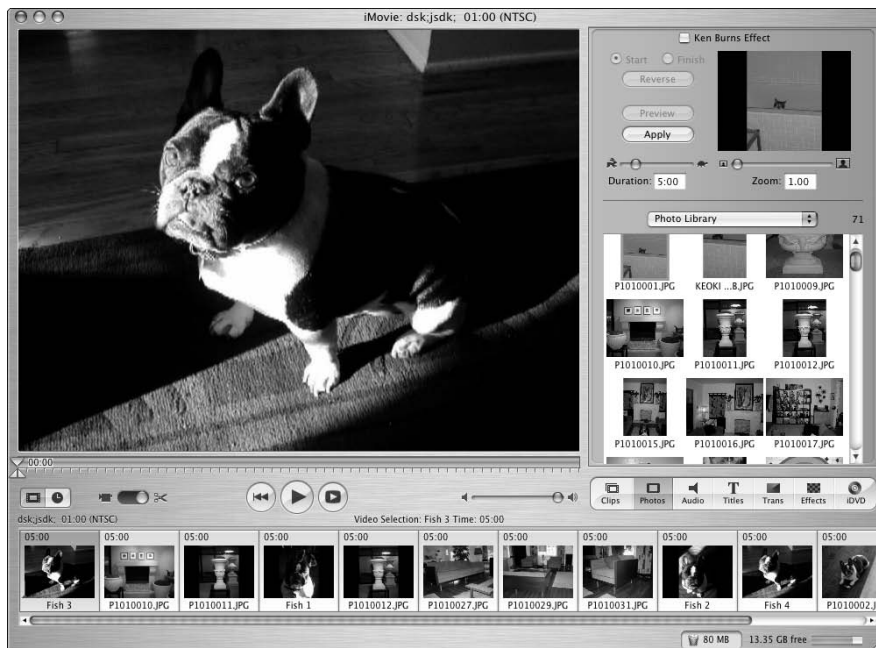 iMovie: dsk;jsdk; 01:00 (NTSC)
Ken Burns Effect
Start Finish
Reverse
Preview
Apply
Duration: 5:00 Zoom: 1.00
Photo Library 71
P1010001.JPG KEOKI ...8.JPG P1010009.JPG
P1010010.JPG P1010011.JPG P1010012.JPG
P1010015.JPG P1010016.JPG P1010017.JPG
00:00
Clips Photos Audio Titles Trans Effects iDVD
dsk;jsdk; 01:00 (NTSC) Video Selection: Fish 3 Time: 05:00
05:00 05:00 05:00 05:00 05:00 05:00 05:00 05:00 05:00 05:00 05:00
Fish 3 P1010010.JPG P1010011.JPG Fish 1 P1010012.JPG P1010027.JPG P1010029.JPG P1010031.JPG Fish 2 Fish 4 P1010002.J
80 MB 13.35 GB free